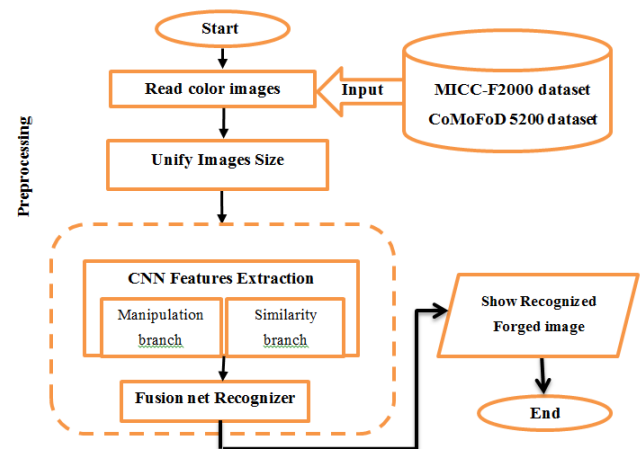 Start
Read color images
Input
MICC-F2000 dataset
CoMoFoD 5200 dataset
Preprocessing
Unify Images Size
CNN Features Extraction
Manipulation
branch
Similarity
branch
Fusion net Recognizer
Show Recognized
Forged image
End